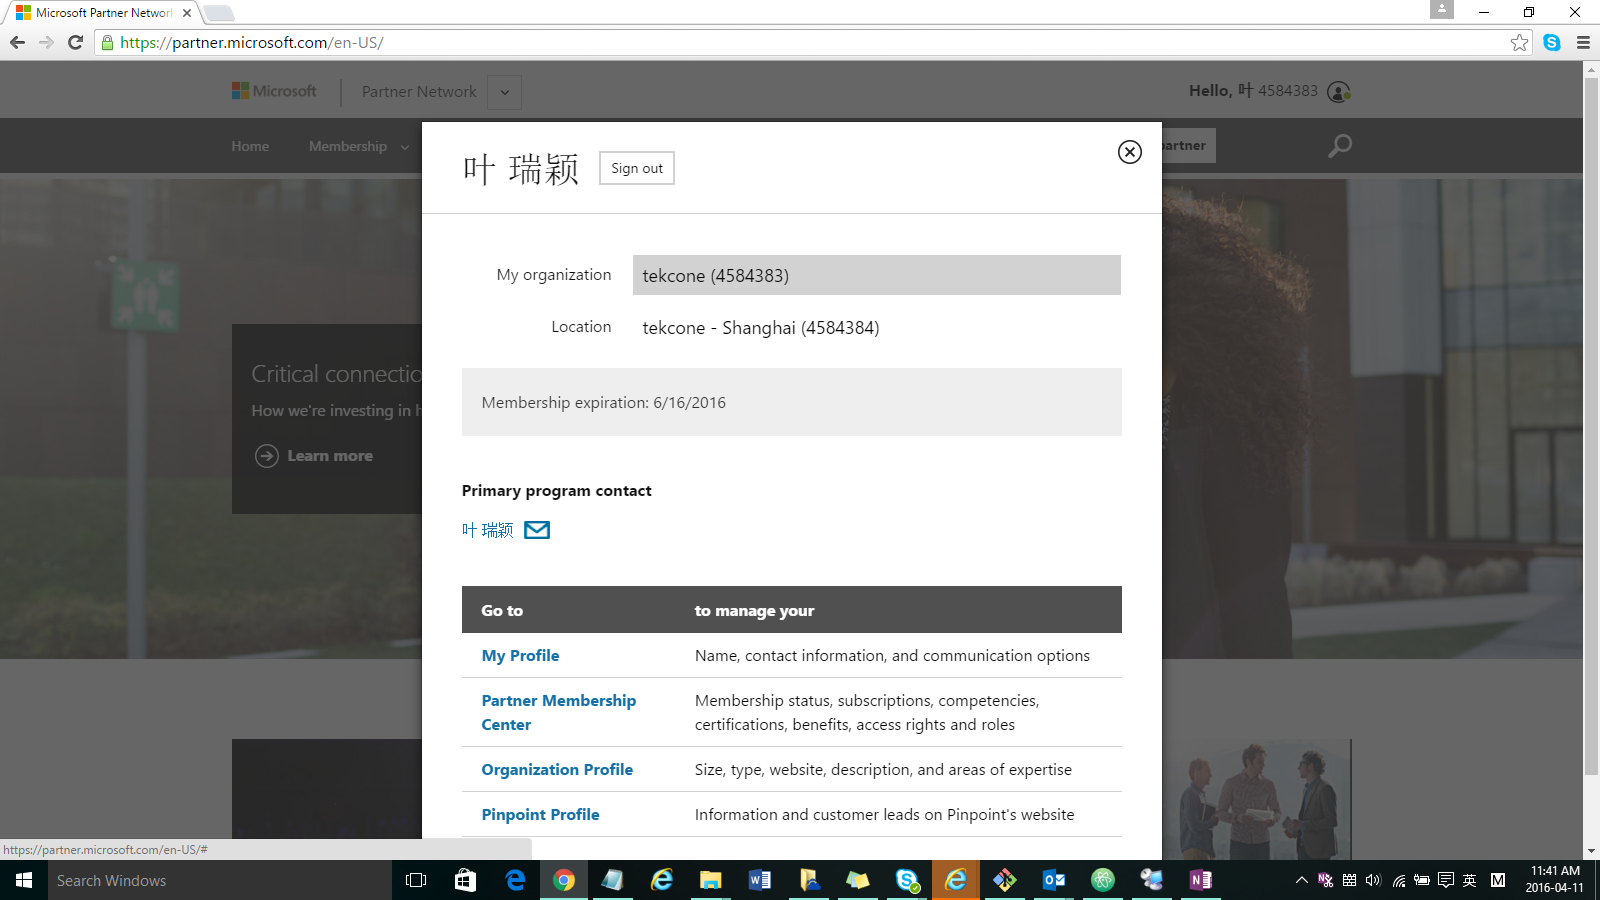 Microsoft Partner Networ
https://partner.microsoft.com/en-US/
Microsoft
Partner Network
Hello, 叶 4584383
Home
Membership
partner
叶 瑞颖
Sign out
My organization
tekcone (4584383)
Location
tekcone - Shanghai (4584384)
Membership expiration: 6/16/2016
Critical connectio
How we're investing in h
Learn more
Primary program contact
叶 瑞颖
Go to
to manage your
My Profile
Name, contact information, and communication options
Partner Membership
Center
Membership status, subscriptions, competencies,
certifications, benefits, access rights and roles
Organization Profile
Size, type, website, description, and areas of expertise
Pinpoint Profile
Information and customer leads on Pinpoint's website
https://partner.microsoft.com/en-US/#
Search Windows
英
M
11:41 AM
2016-04-11